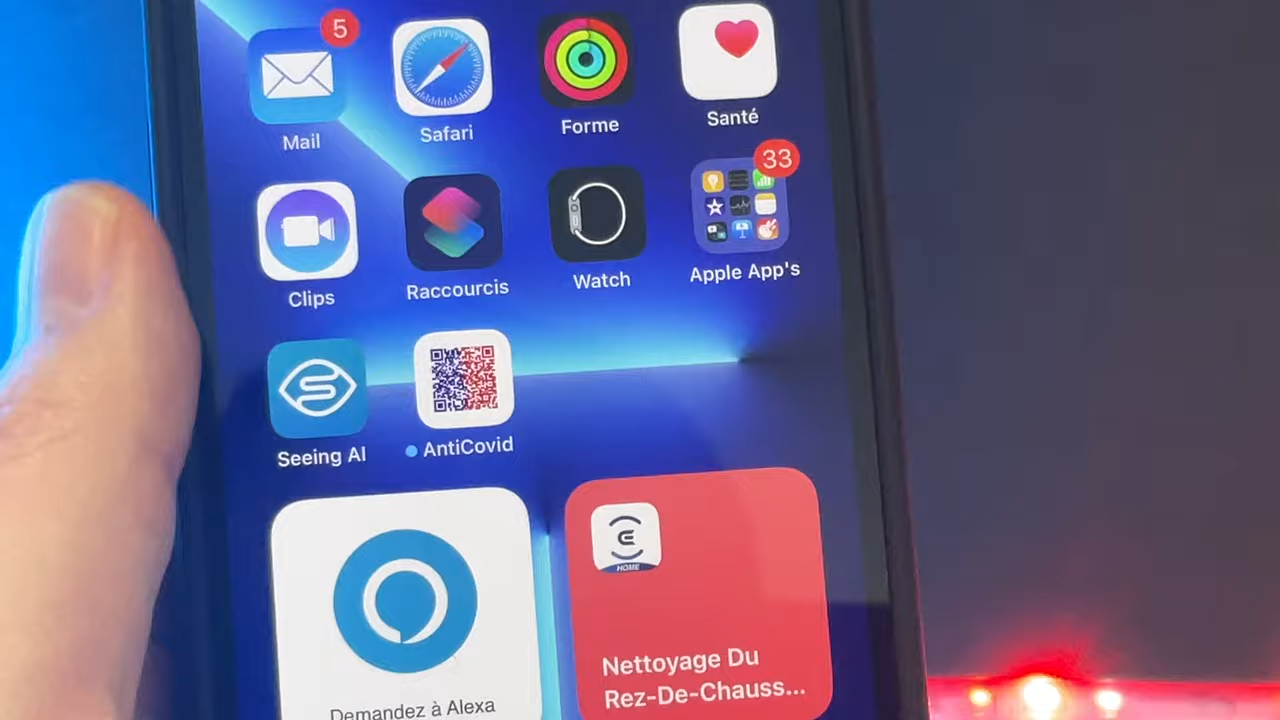 5
Mail
Safari
Forme
Santé
33
Clips
Raccourcis
Watch
Apple App's
Seeing AI
AntiCovid
HOME
Demandez à Alexa
Nettoyage Du
Rez-De-Chauss...